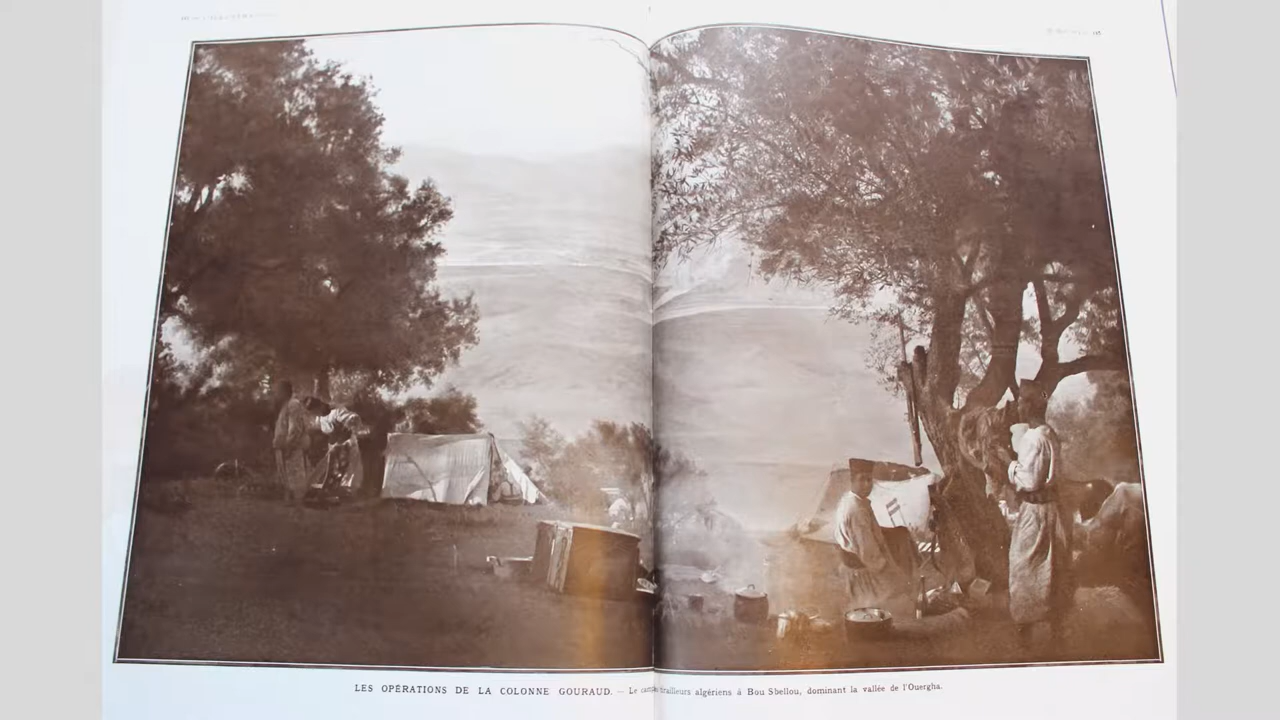 LES OPÉRATIONS DE LA COLONNE GOURAUD. — Le tirailleurs algériens à Bou Sbellou, dominant la vallée de l'Ouergha.